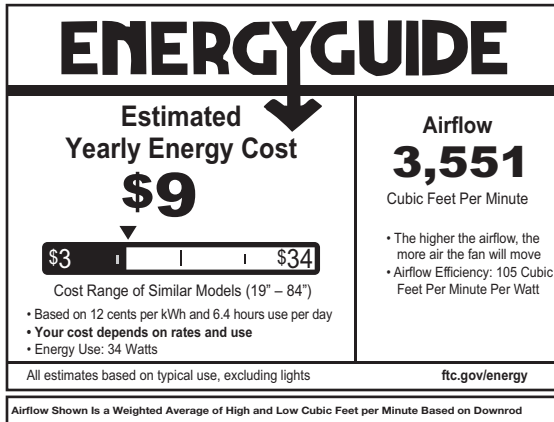 ENERGYGUIDE
Estimated
Yearly Energy Cost
$9
$3 $34
Cost Range of Similar Models (19” – 84”)
• Based on 12 cents per kWh and 6.4 hours use per day
• Your cost depends on rates and use
• Energy Use: 34 Watts
Airflow
3,551
Cubic Feet Per Minute
• The higher the airflow, the
more air the fan will move
• Airflow Efficiency: 105 Cubic
Feet Per Minute Per Watt
All estimates based on typical use, excluding lights
ftc.gov/energy
Airflow Shown Is a Weighted Average of High and Low Cubic Feet per Minute Based on Downrod